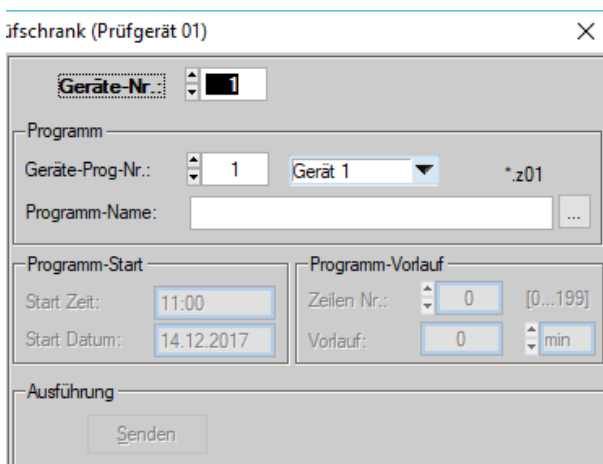 üfschrank (Prüfgerät 01)
Geräte-Nr.: 1
Programm
Geräte-Prog-Nr.: 1 Gerät 1 *.z01
Programm-Name: ...
Programm-Start
Start Zeit: 11:00
Start Datum: 14.12.2017
Programm-Vorlauf
Zeilen Nr.: 0 [0...199]
Vorlauf: 0 min
Ausführung
Senden